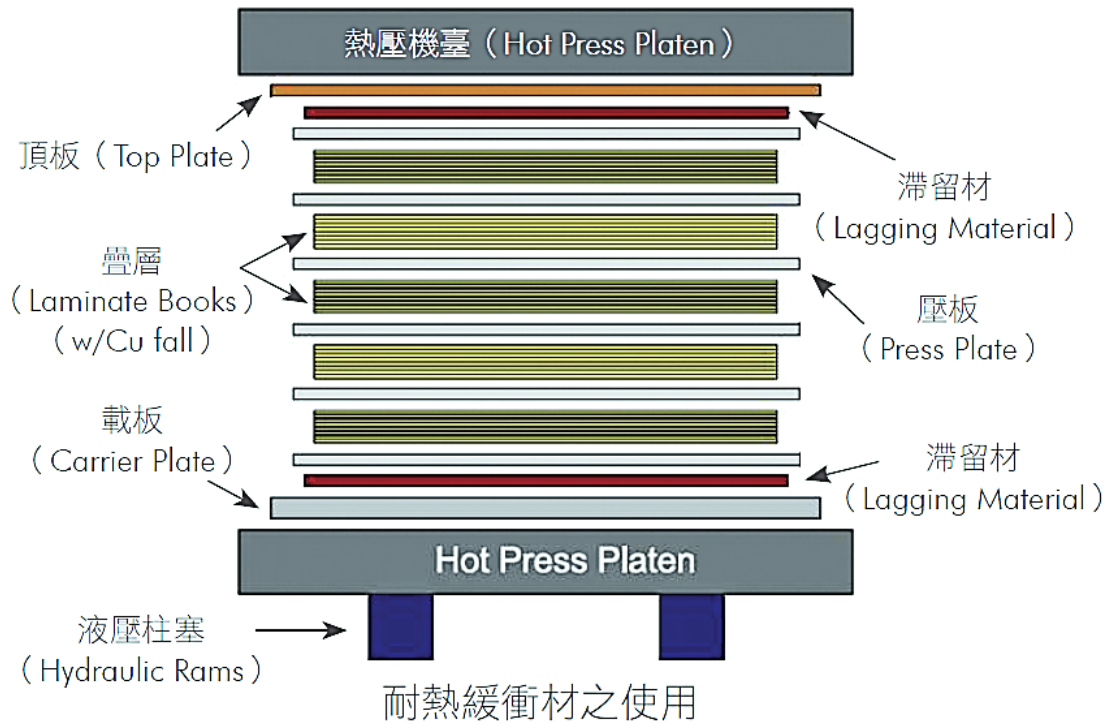 熱壓機臺（Hot Press Platen）
頂板（Top Plate）
滯留材
（Lagging Material）
疊層
（Laminate Books）
（w/Cu fall）
壓板
（Press Plate）
載板
（Carrier Plate）
滯留材
（Lagging Material）
Hot Press Platen
液壓柱塞
（Hydraulic Rams）
耐熱緩衝材之使用